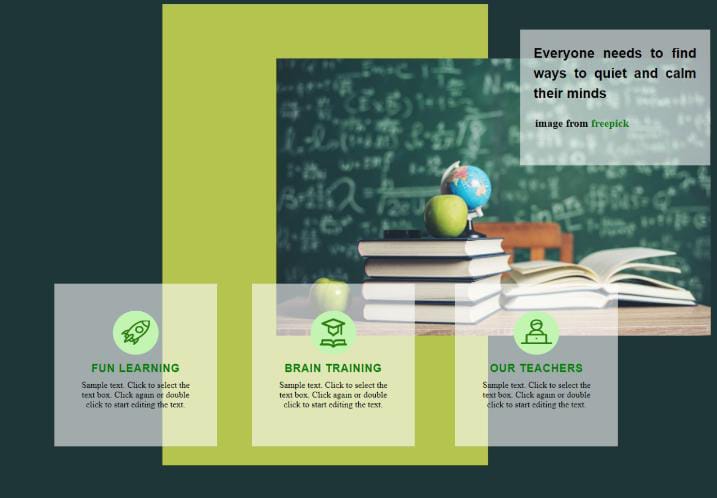 Everyone needs to find
ways to quiet and calm
their minds
image from freepick
FUN LEARNING
Sample text. Click to select the
text box. Click again or double
click to start editing the text.
BRAIN TRAINING
Sample text. Click to select the
text box. Click again or double
click to start editing the text.
OUR TEACHERS
Sample text. Click to select the
text box. Click again or double
click to start editing the text.